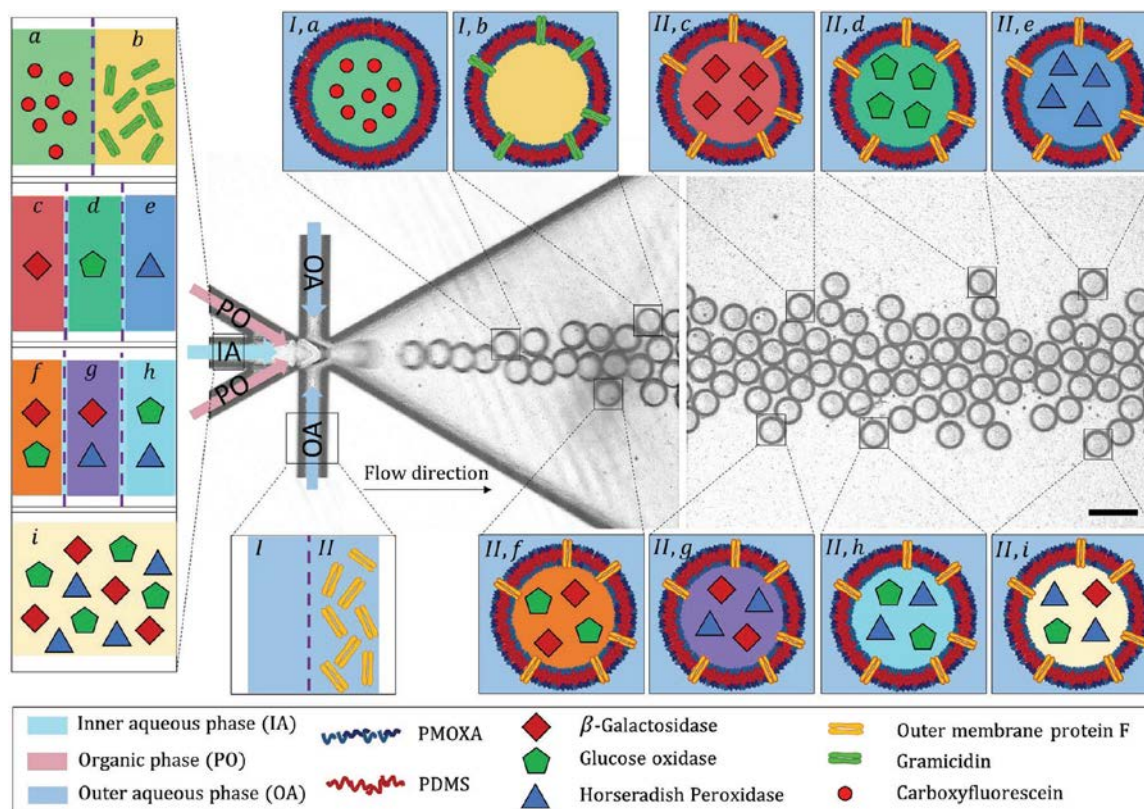 a
b
I, a
I, b
II, c
II, d
II, e
c
d
e
OA
PO
IA
PO
OA
f
g
h
Flow direction
i
I
II
II, f
II, g
II, h
II, i
Inner aqueous phase (IA)
Organic phase (PO)
Outer aqueous phase (OA)
PMOXA
PDMS
β-Galactosidase
Glucose oxidase
Horseradish Peroxidase
Outer membrane protein F
Gramicidin
Carboxyfluorescein